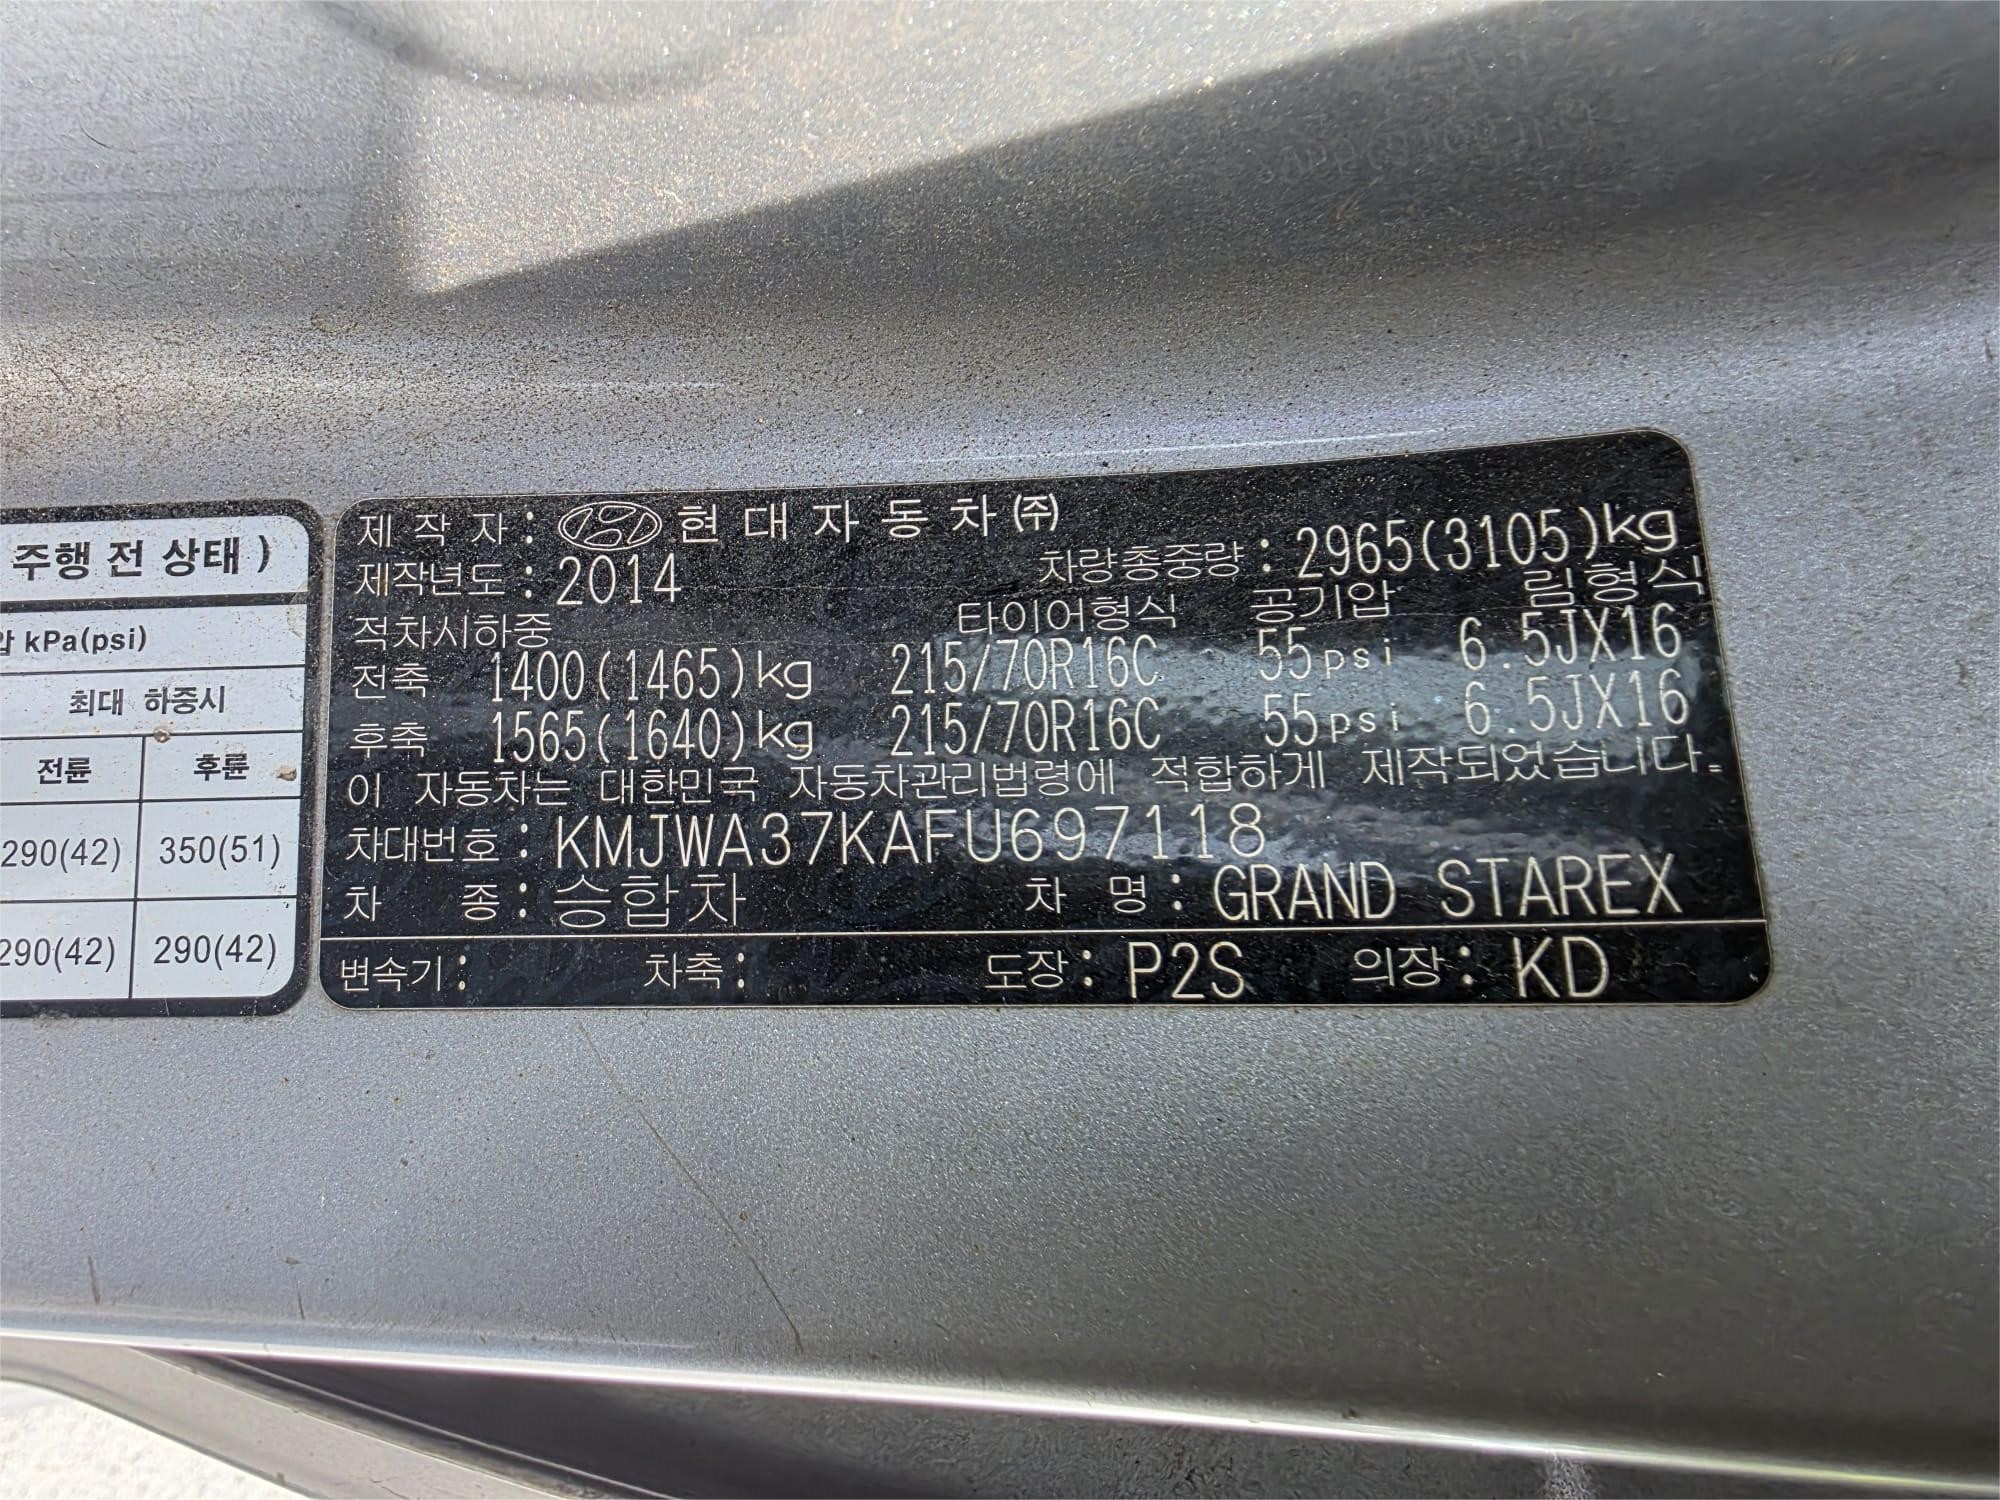 주행 전 상태 )
kPa(psi)
최대 하중시
전륜 후륜
290(42) 350(51)
290(42) 290(42)
제 작 자 : 현 대 자 동 차 ㈜
제작년도 : 2014 차량총중량 : 2965(3105)kg
적차시하중 타이어형식 공기압 림형식
전축 1400(1465)kg 215/70R16C 55psi 6.5JX16
후축 1565(1640)kg 215/70R16C 55psi 6.5JX16
이 자동차는 대한민국 자동차관리법령에 적합하게 제작되었습니다.
차대번호 : KMJWA37KAFU697118
차 종 : 승합차 차 명 : GRAND STAREX
변속기 : 차축 : 도장 : P2S 의장 : KD